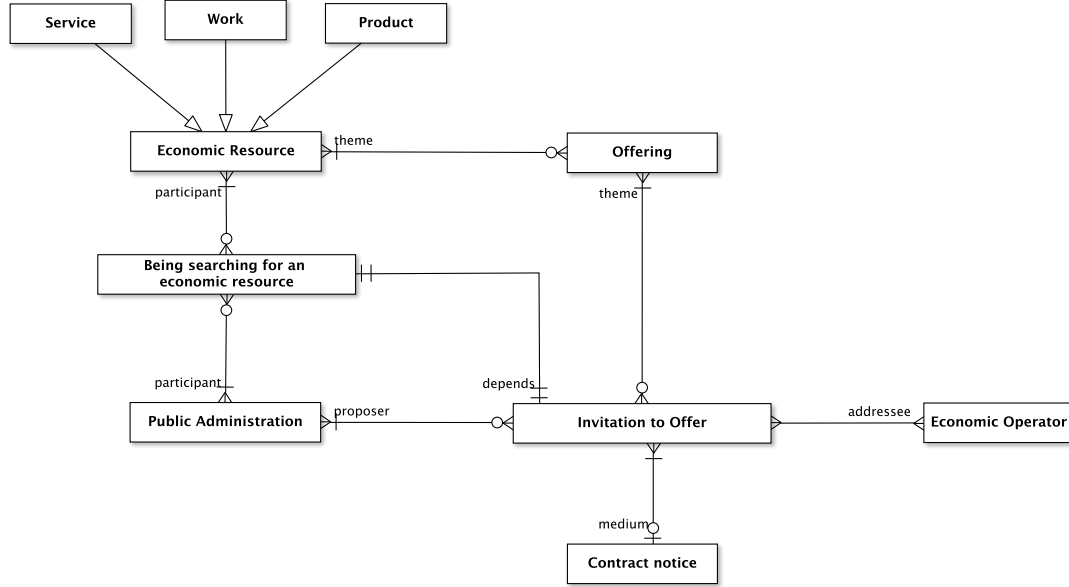 Service
Work
Product
Economic Resource
theme
Offering
participant
theme
Being searching for an
economic resource
participant
depends
Public Administration
proposer
Invitation to Offer
addressee
Economic Operator
medium
Contract notice